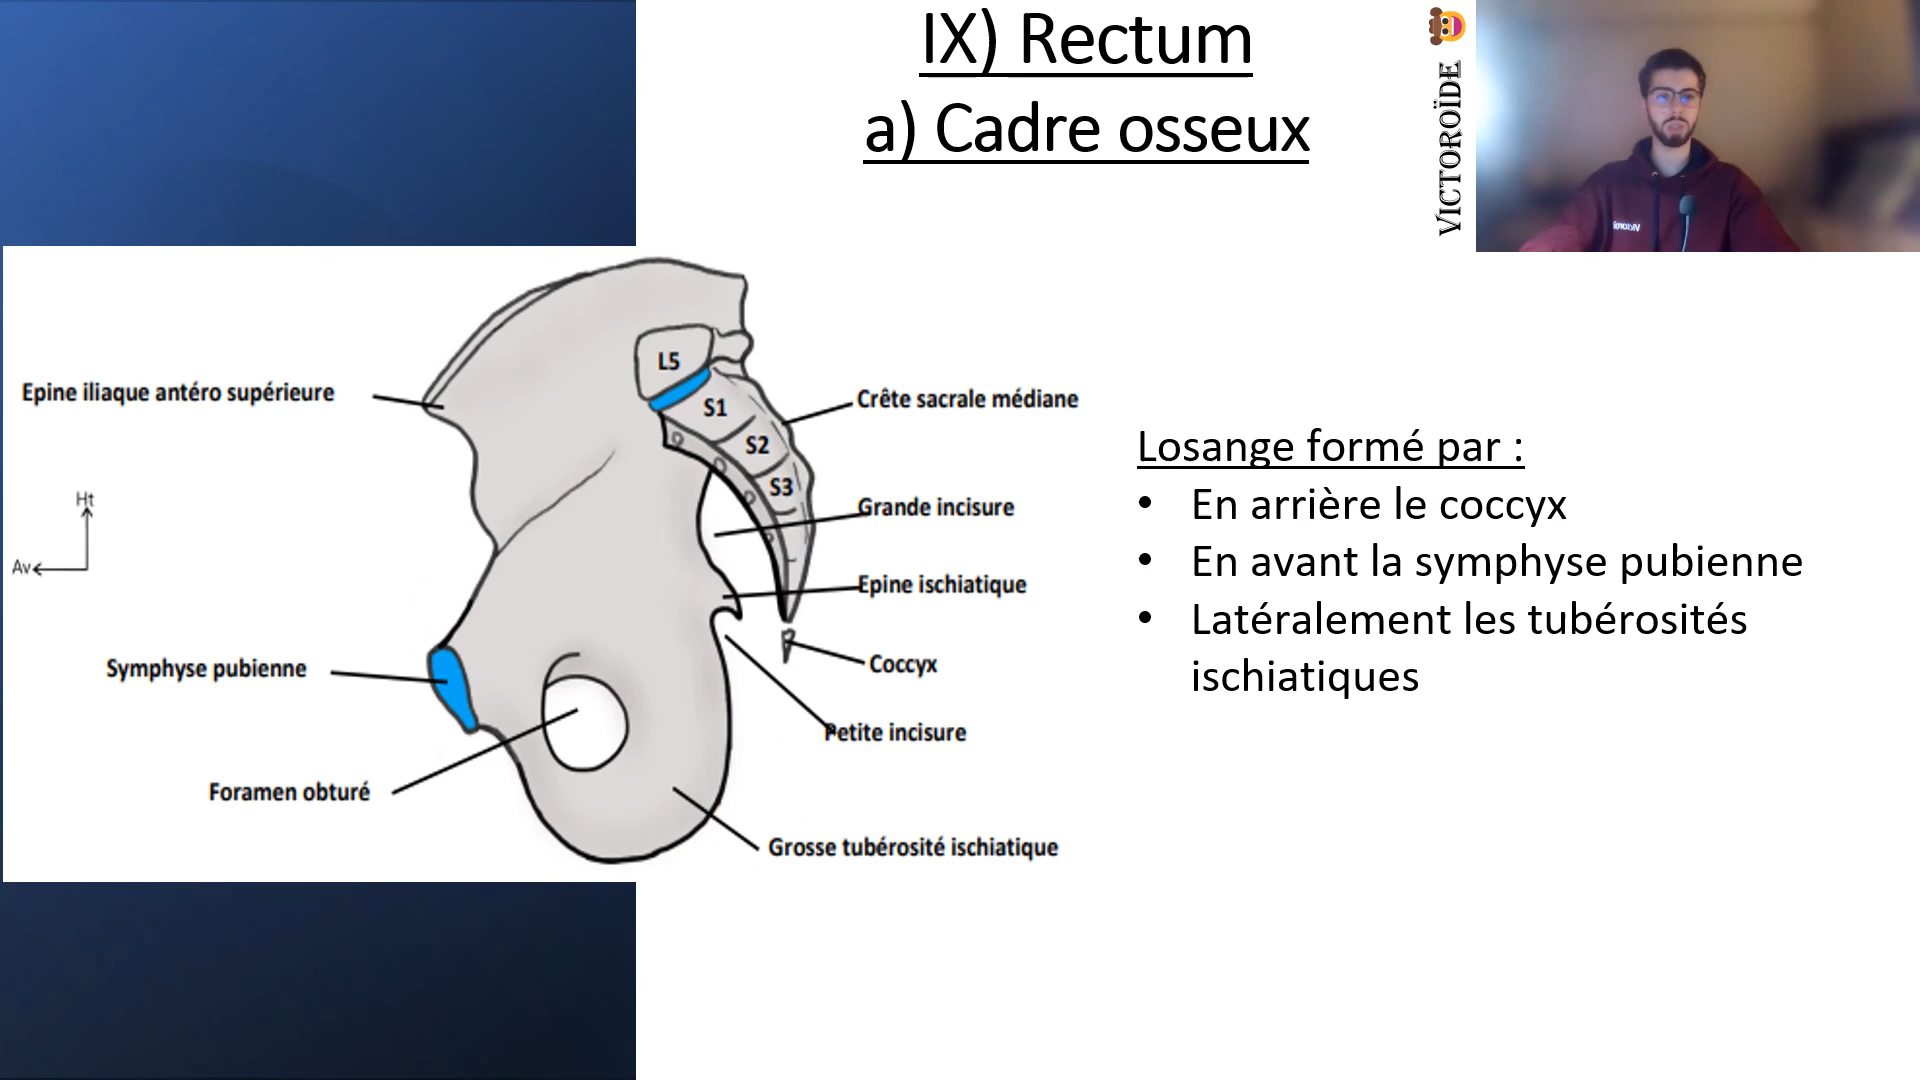 IX) Rectum
a) Cadre osseux
VICTOROÏDE
L5
Epine iliaque antéro supérieure
Crête sacrale médiane
S1
S2
S3
Losange formé par :
• En arrière le coccyx
• En avant la symphyse pubienne
• Latéralement les tubérosités
ischiatiques
Ht
Av
Grande incisure
Epine ischiatique
Symphyse pubienne
Coccyx
Petite incisure
Foramen obturé
Grosse tubérosité ischiatique